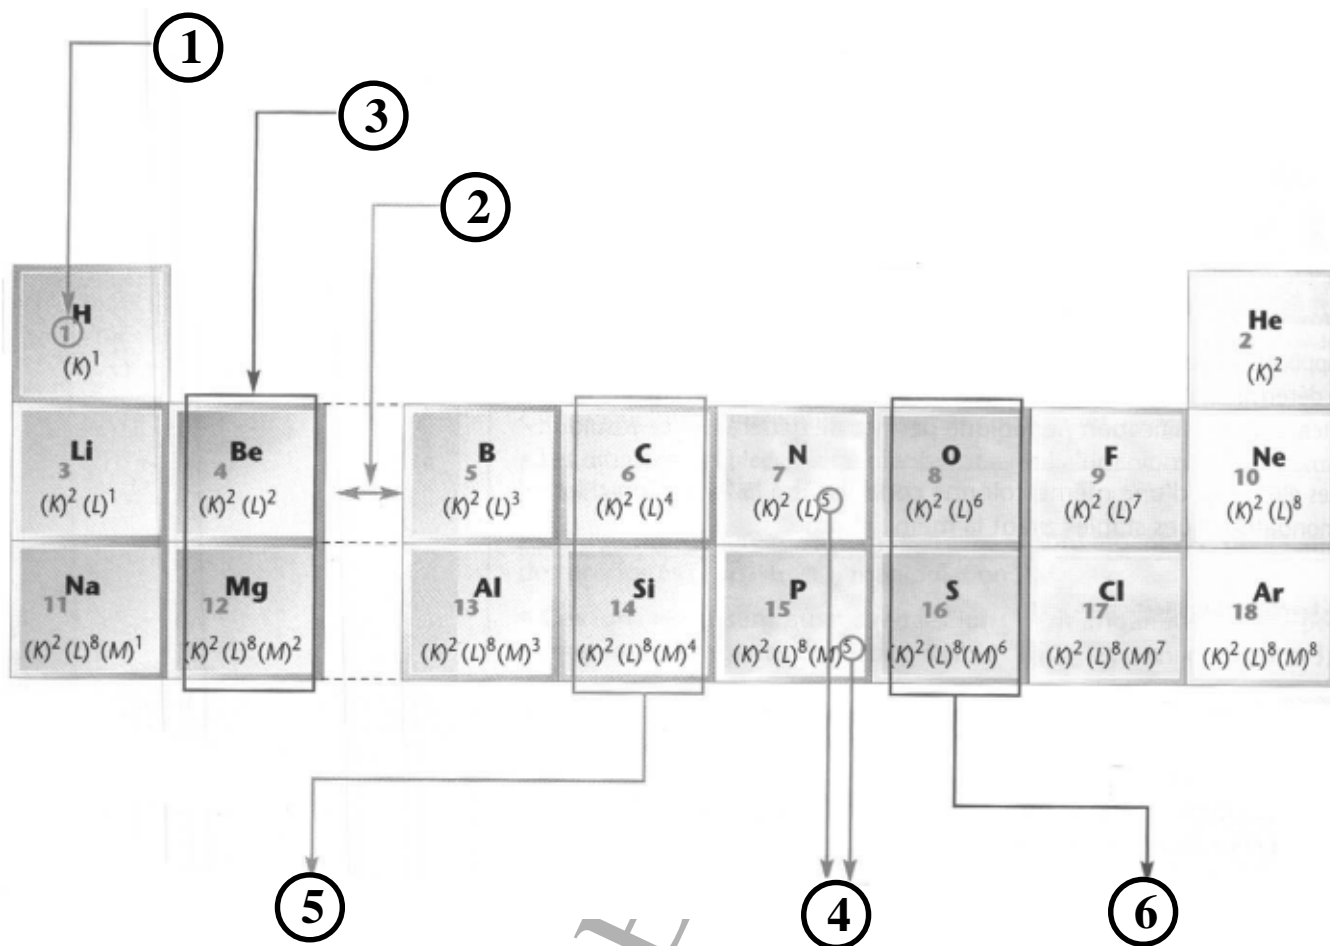 1
3
2
H
1
(K)1
He
2
(K)2
Li
3
(K)2 (L)1
Be
4
(K)2 (L)2
B
5
(K)2 (L)3
C
6
(K)2 (L)4
N
7
(K)2 (L)5
O
8
(K)2 (L)6
F
9
(K)2 (L)7
Ne
10
(K)2 (L)8
Na
11
(K)2 (L)8(M)1
Mg
12
(K)2 (L)8(M)2
Al
13
(K)2 (L)8(M)3
Si
14
(K)2 (L)8(M)4
P
15
(K)2 (L)8(M)5
S
16
(K)2 (L)8(M)6
Cl
17
(K)2 (L)8(M)7
Ar
18
(K)2 (L)8(M)8
5
4
6